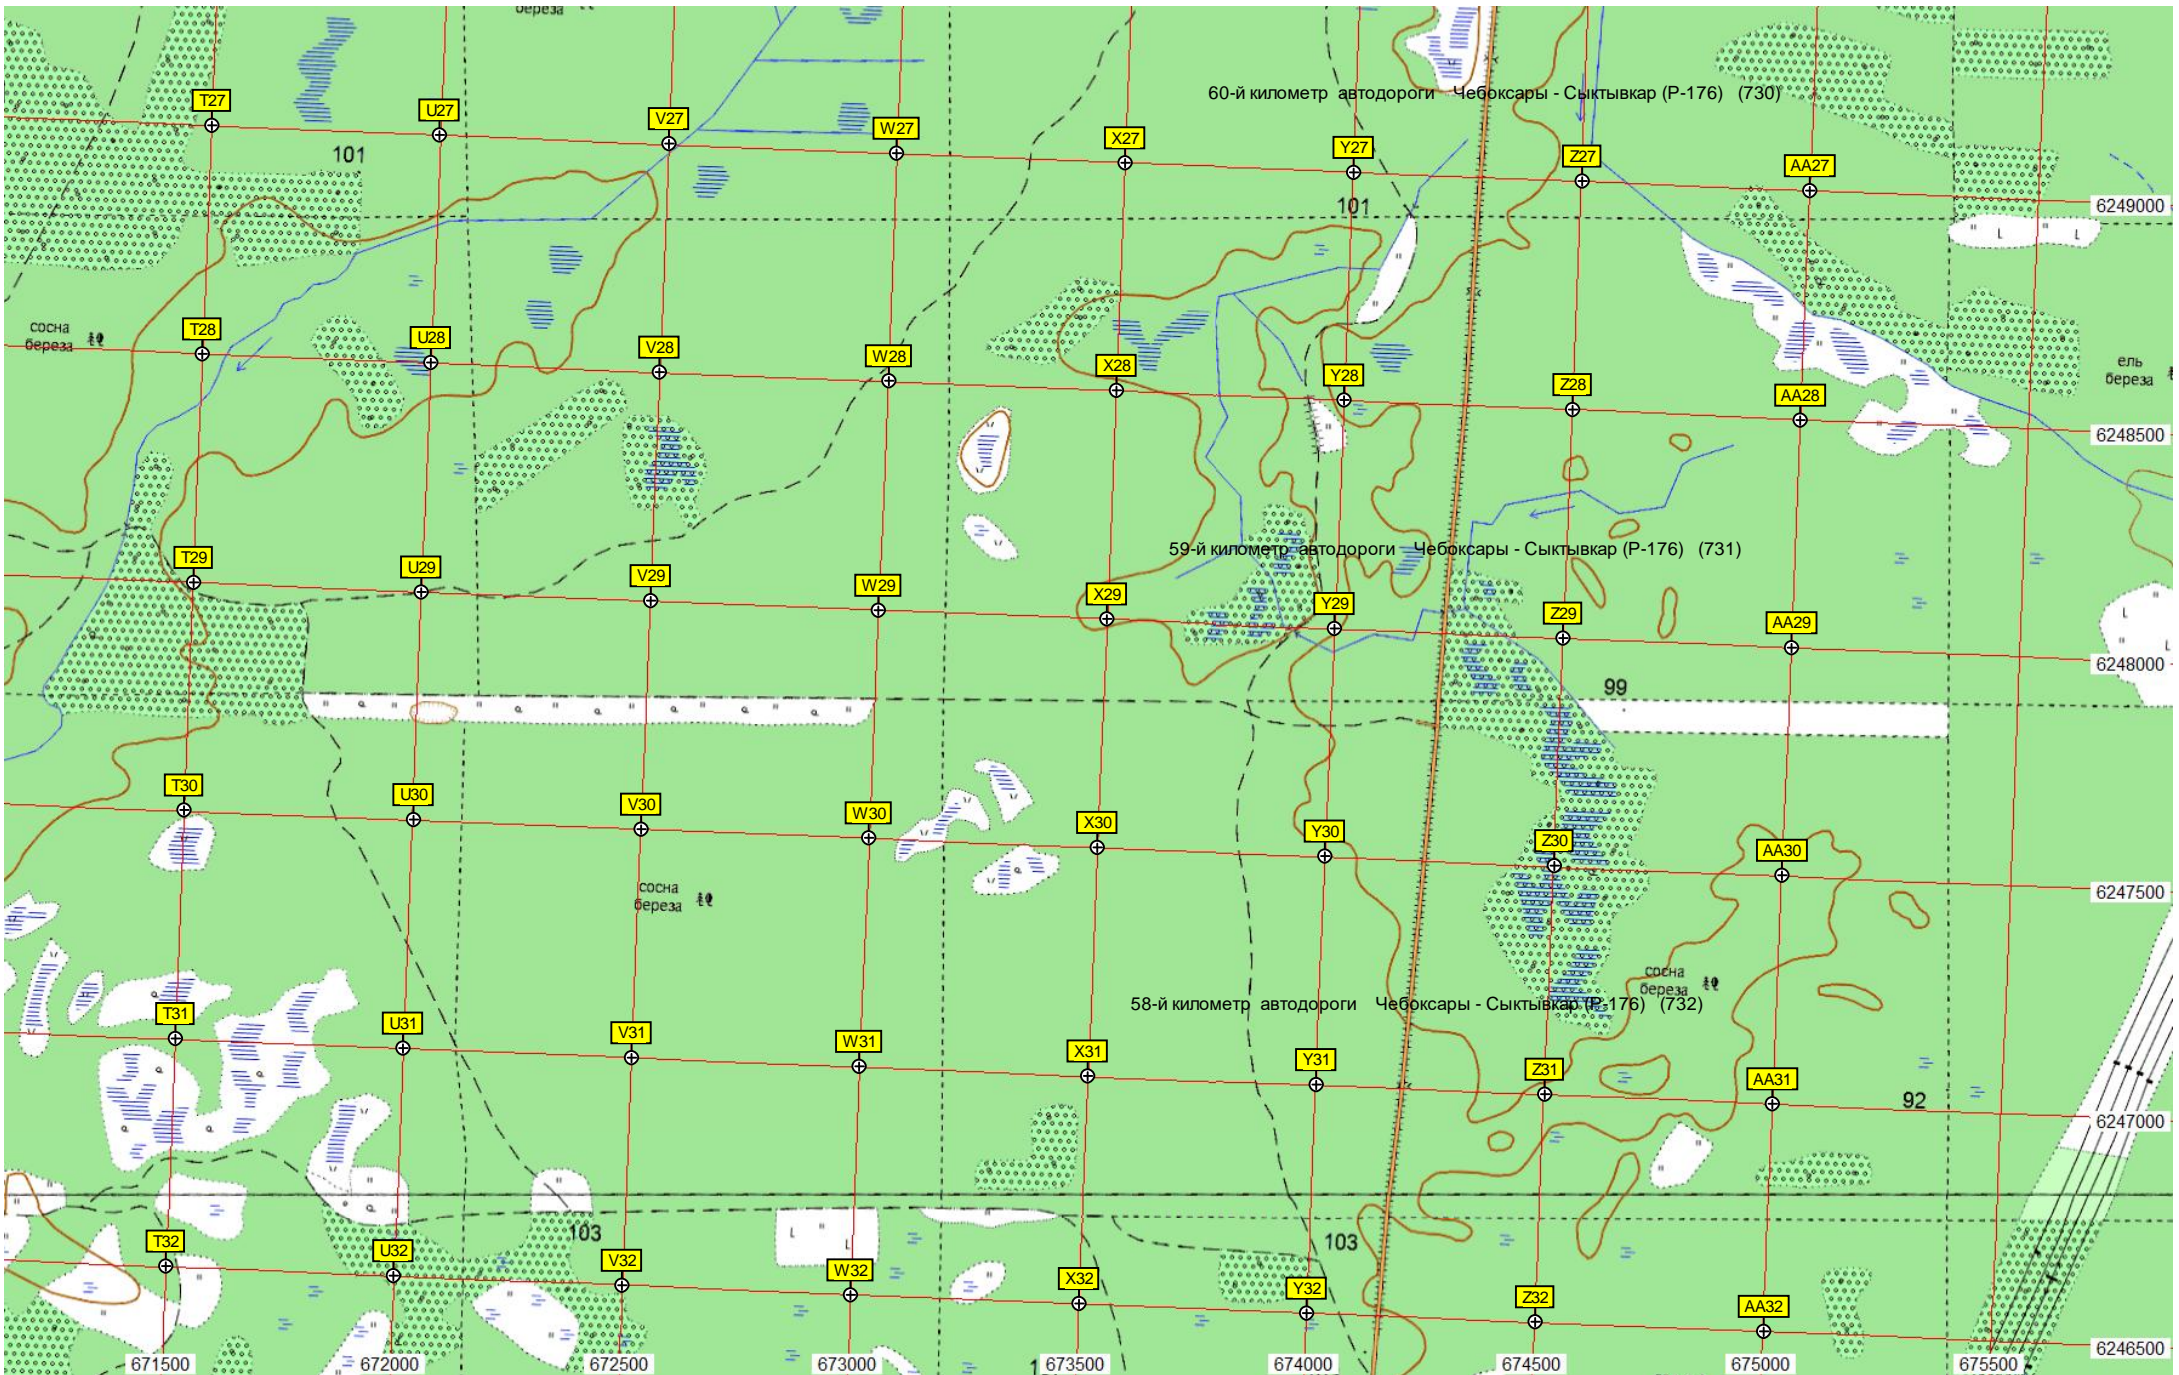 береза
60-й километр автодороги Чебоксары - Сыктывкар (Р-176) (730)
T27
U27
V27
W27
X27
Y27
Z27
AA27
101
101
6249000
сосна
береза
T28
U28
V28
W28
X28
Y28
Z28
AA28
ель
береза
6248500
59-й километр автодороги Чебоксары - Сыктывкар (Р-176) (731)
T29
U29
V29
W29
X29
Y29
Z29
AA29
6248000
99
T30
U30
V30
W30
X30
Y30
Z30
AA30
сосна
береза
6247500
сосна
береза
58-й километр автодороги Чебоксары - Сыктывкар (Р-176) (732)
T31
U31
V31
W31
X31
Y31
Z31
AA31
92
6247000
103
103
T32
U32
V32
W32
X32
Y32
Z32
AA32
6246500
671500
672000
672500
673000
673500
674000
674500
675000
675500